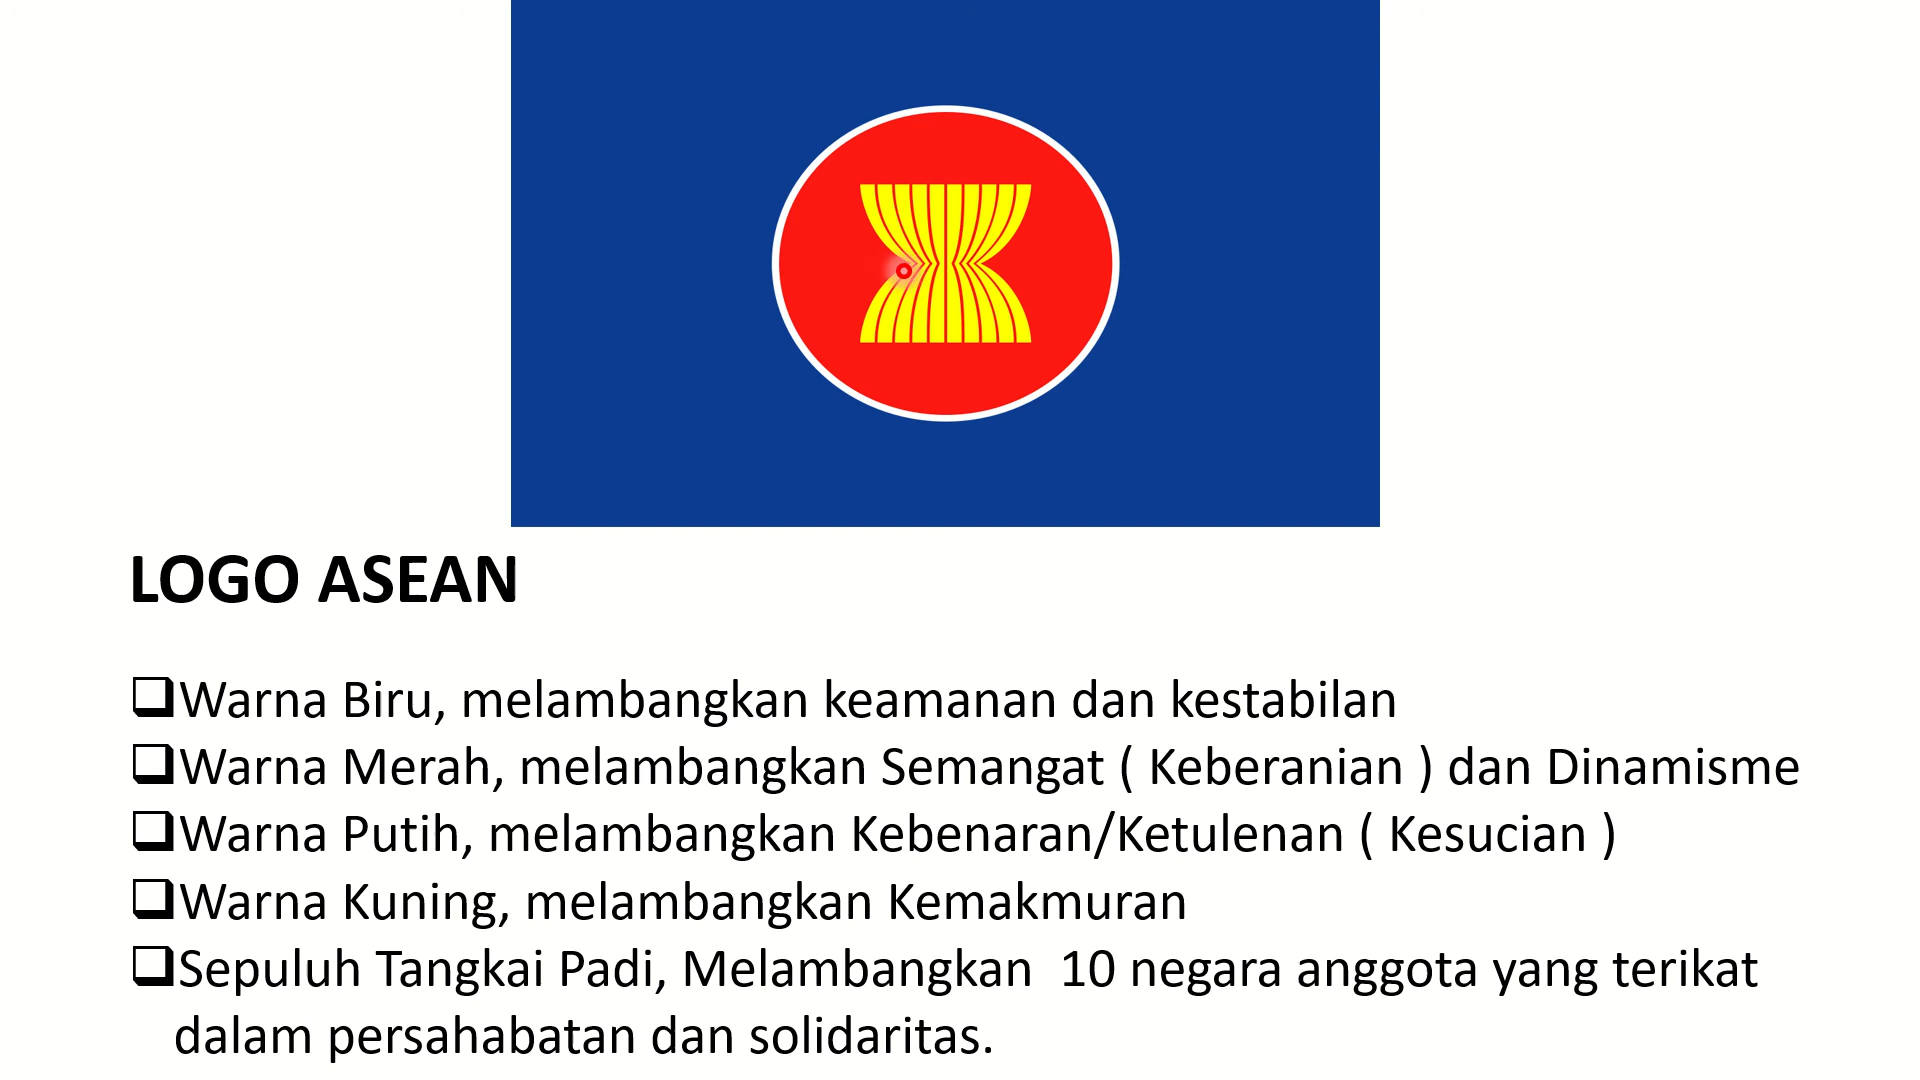 LOGO ASEAN
Warna Biru, melambangkan keamanan dan kestabilan
Warna Merah, melambangkan Semangat ( Keberanian ) dan Dinamisme
Warna Putih, melambangkan Kebenaran/Ketulenan ( Kesucian )
Warna Kuning, melambangkan Kemakmuran
Sepuluh Tangkai Padi, Melambangkan  10 negara anggota yang terikat
dalam persahabatan dan solidaritas.